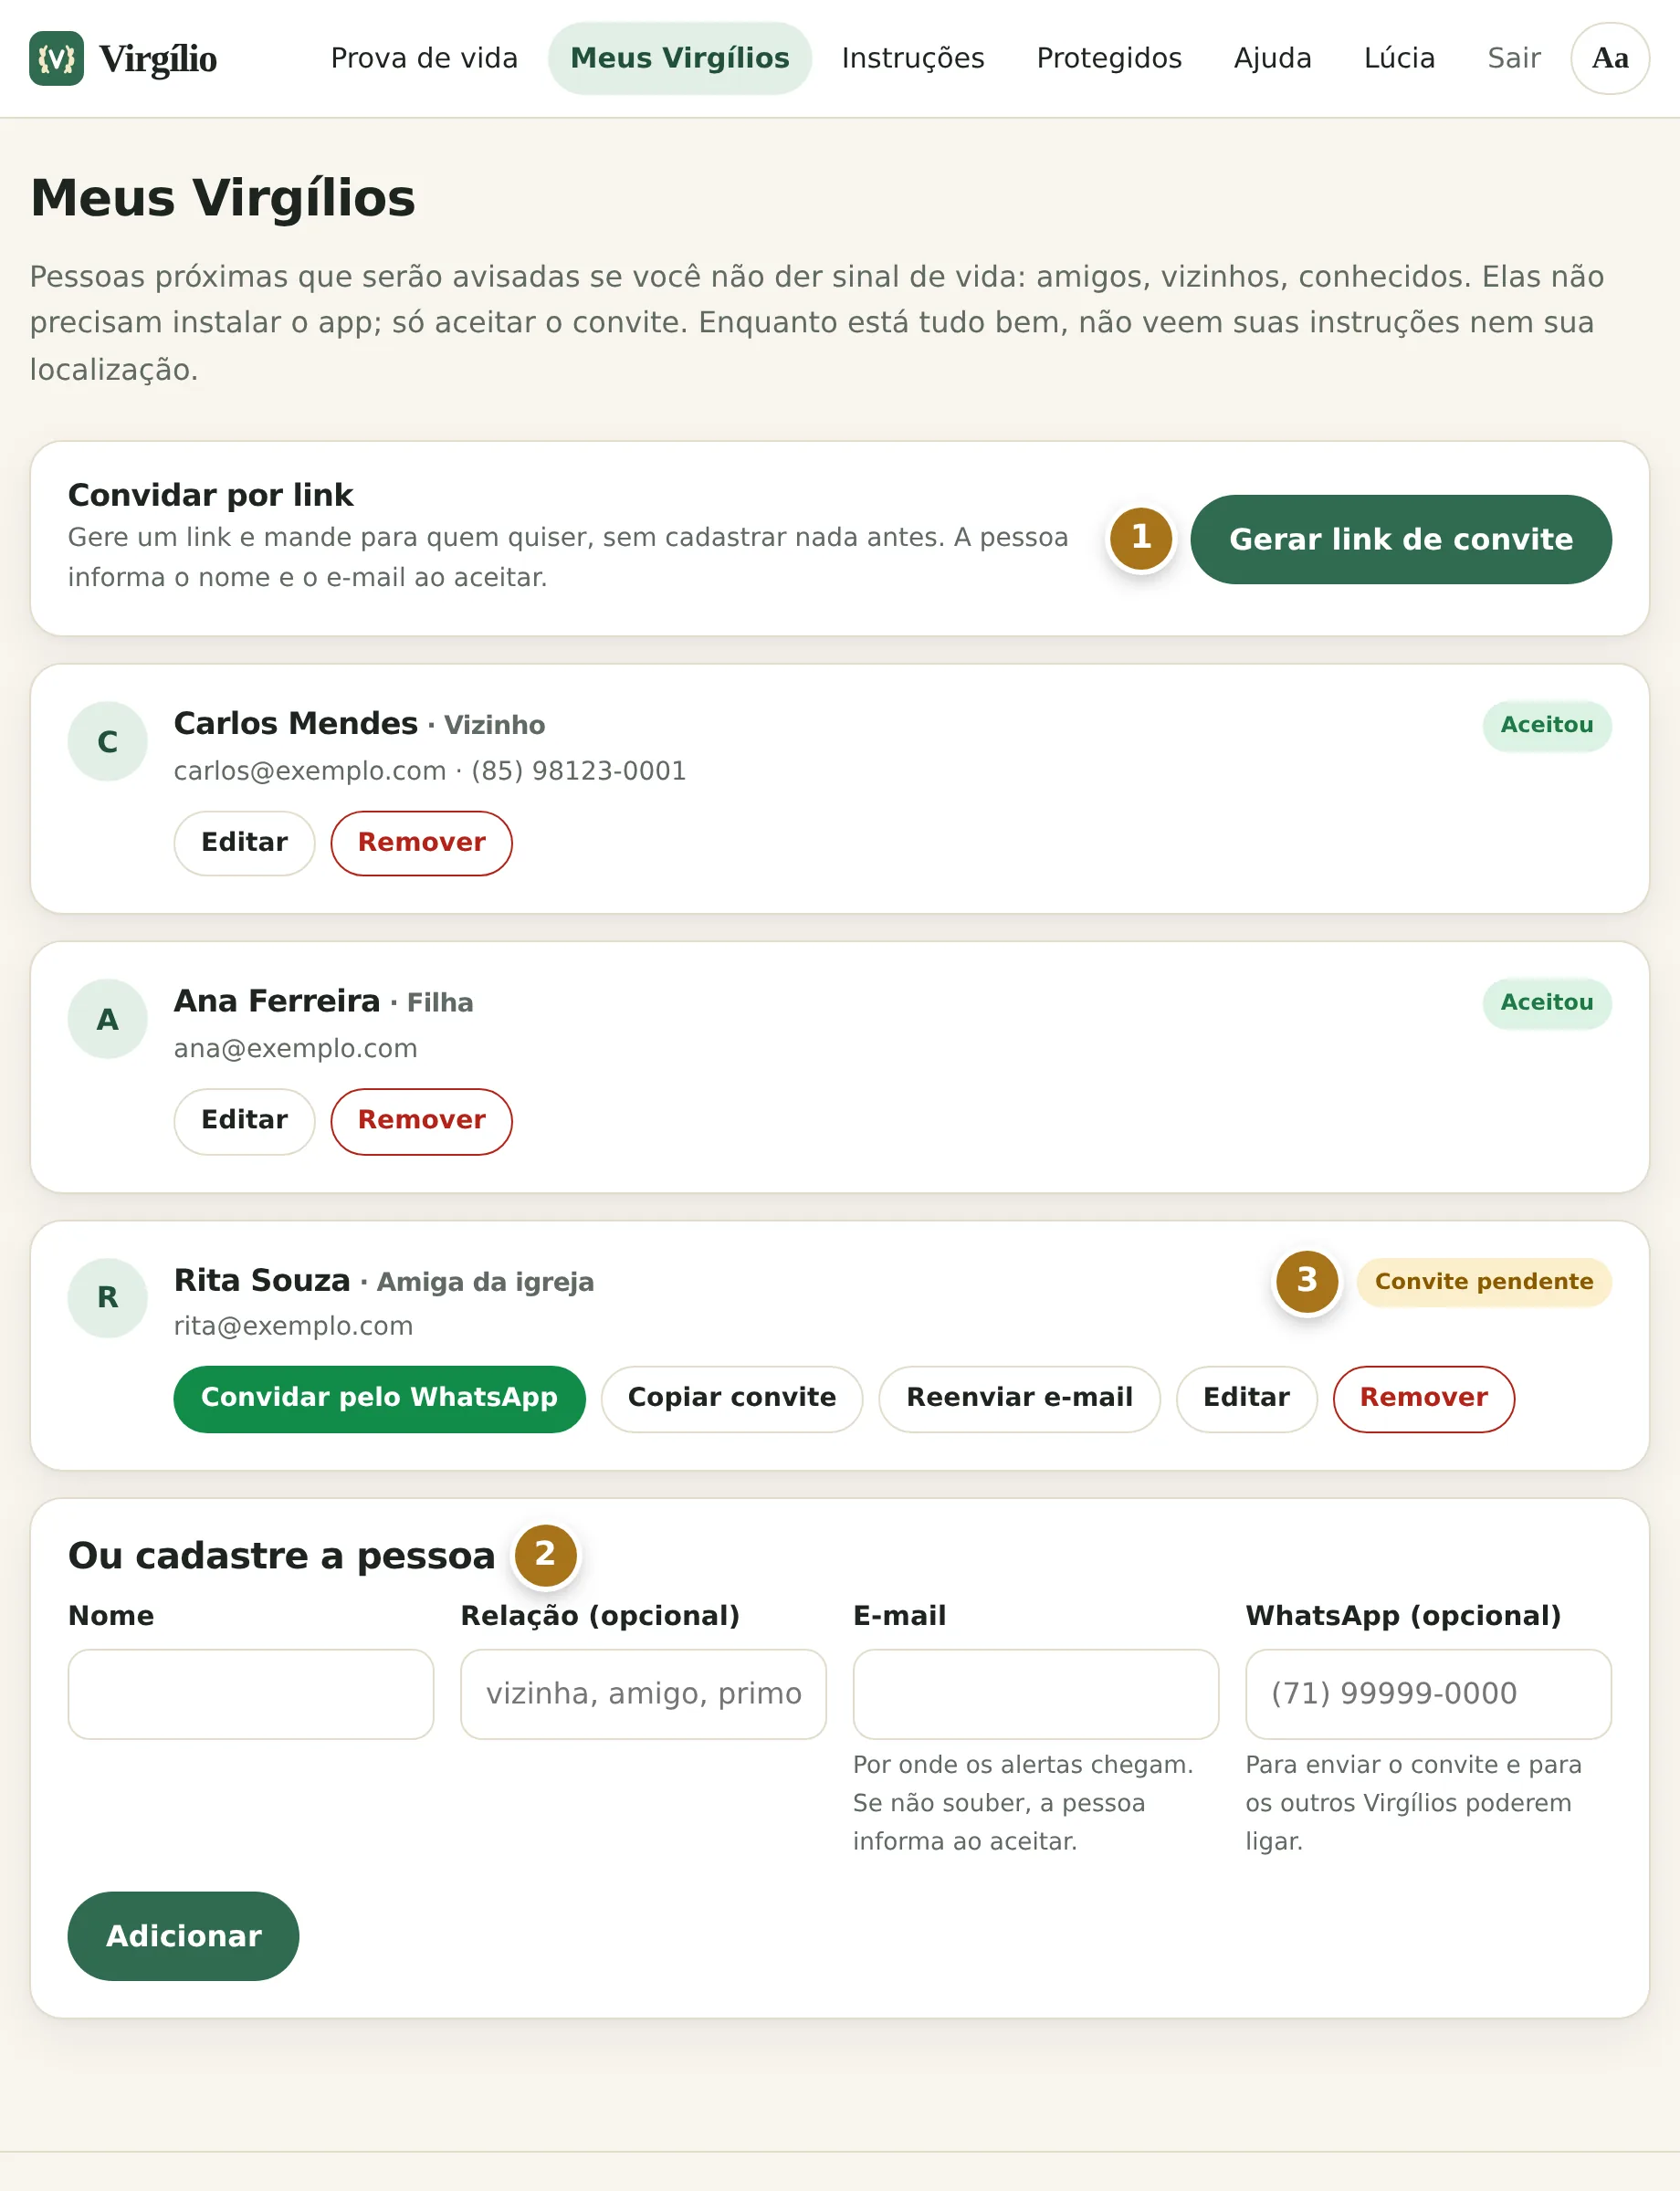 Virgílio
Prova de vida
Meus Virgílios
Instruções
Protegidos
Ajuda
Lúcia
Sair
Aa
Meus Virgílios
Pessoas próximas que serão avisadas se você não der sinal de vida: amigos, vizinhos, conhecidos. Elas não
precisam instalar o app; só aceitar o convite. Enquanto está tudo bem, não veem suas instruções nem sua
localização.
Convidar por link
Gere um link e mande para quem quiser, sem cadastrar nada antes. A pessoa
informa o nome e o e-mail ao aceitar.
1
Gerar link de convite
C
Carlos Mendes · Vizinho
Aceitou
carlos@exemplo.com · (85) 98123-0001
Editar
Remover
A
Ana Ferreira · Filha
Aceitou
ana@exemplo.com
Editar
Remover
R
Rita Souza · Amiga da igreja
3
Convite pendente
rita@exemplo.com
Convidar pelo WhatsApp
Copiar convite
Reenviar e-mail
Editar
Remover
Ou cadastre a pessoa
2
Nome
Relação (opcional)
vizinha, amigo, primo
E-mail
Por onde os alertas chegam.
Se não souber, a pessoa
informa ao aceitar.
WhatsApp (opcional)
(71) 99999-0000
Para enviar o convite e para
os outros Virgílios poderem
ligar.
Adicionar